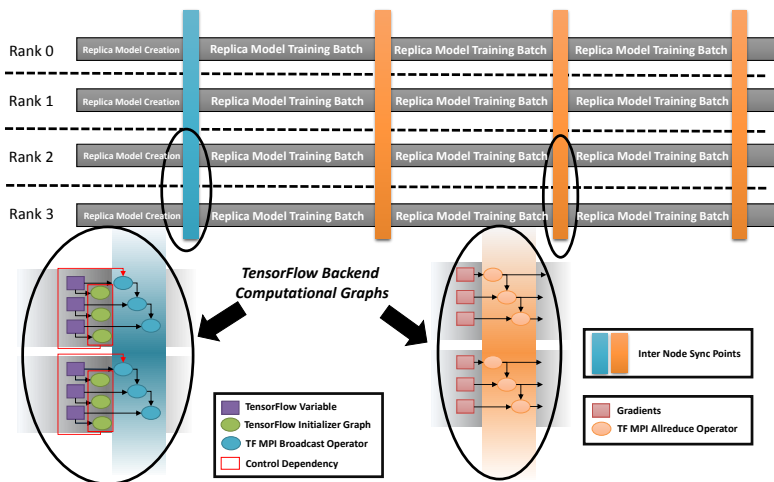 Rank 0
Replica Model Creation
Replica Model Training Batch
Replica Model Training Batch
Replica Model Training Batch
Rank 1
Replica Model Creation
Replica Model Training Batch
Replica Model Training Batch
Replica Model Training Batch
Rank 2
Replica Model Creation
Replica Model Training Batch
Replica Model Training Batch
Replica Model Training Batch
Rank 3
Replica Model Creation
Replica Model Training Batch
Replica Model Training Batch
Replica Model Training Batch
TensorFlow Backend
Computational Graphs
Inter Node Sync Points
TensorFlow Variable
TensorFlow Initializer Graph
TF MPI Broadcast Operator
Control Dependency
Gradients
TF MPI Allreduce Operator